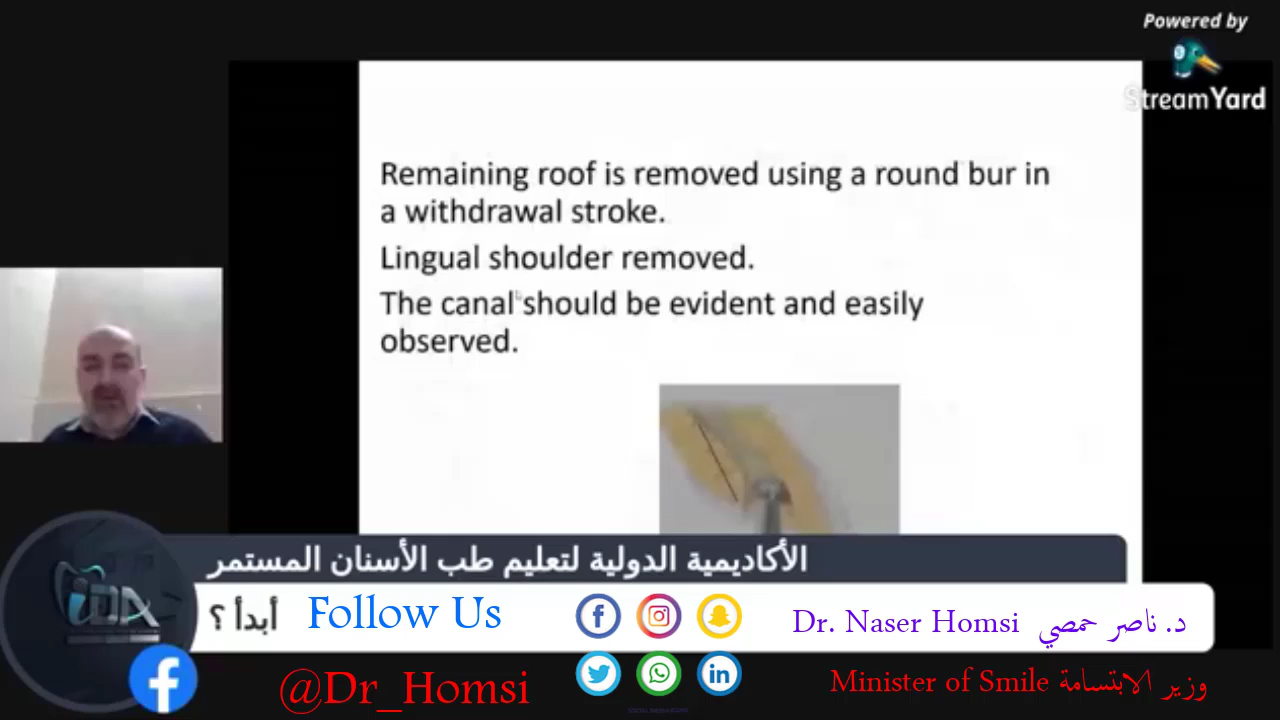 Powered by
StreamYard
Remaining roof is removed using a round bur in
a withdrawal stroke.
Lingual shoulder removed.
The canal should be evident and easily
observed.
الأكاديمية الدولية لتعليم طب الأسنان المستمر
iDA
أبدأ ؟
Follow Us
Dr. Naser Homsi د. ناصر حمصي
@Dr_Homsi
Minister of Smile وزير الابتسامة